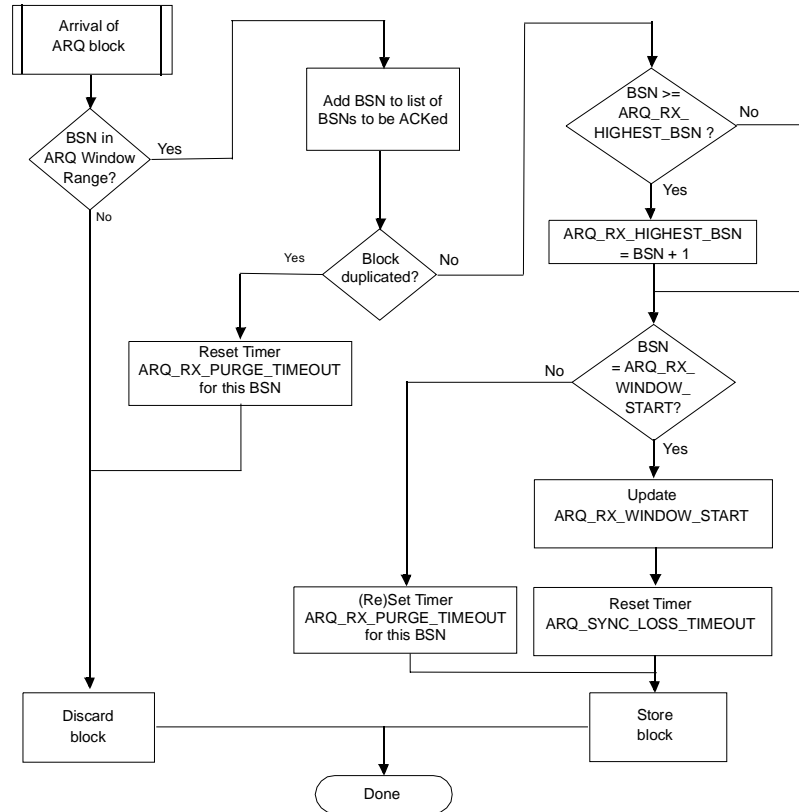 Arrival of
ARQ block
BSN in
ARQ Window
Range?
Yes
No
Add BSN to list of
BSNs to be ACKed
Block
duplicated?
Yes
No
Reset Timer
ARQ_RX_PURGE_TIMEOUT
for this BSN
BSN >=
ARQ_RX_
HIGHEST_BSN ?
No
Yes
ARQ_RX_HIGHEST_BSN
= BSN + 1
BSN
= ARQ_RX_
WINDOW_
START?
No
Yes
Update
ARQ_RX_WINDOW_START
(Re)Set Timer
ARQ_RX_PURGE_TIMEOUT
for this BSN
Reset Timer
ARQ_SYNC_LOSS_TIMEOUT
Discard
block
Store
block
Done